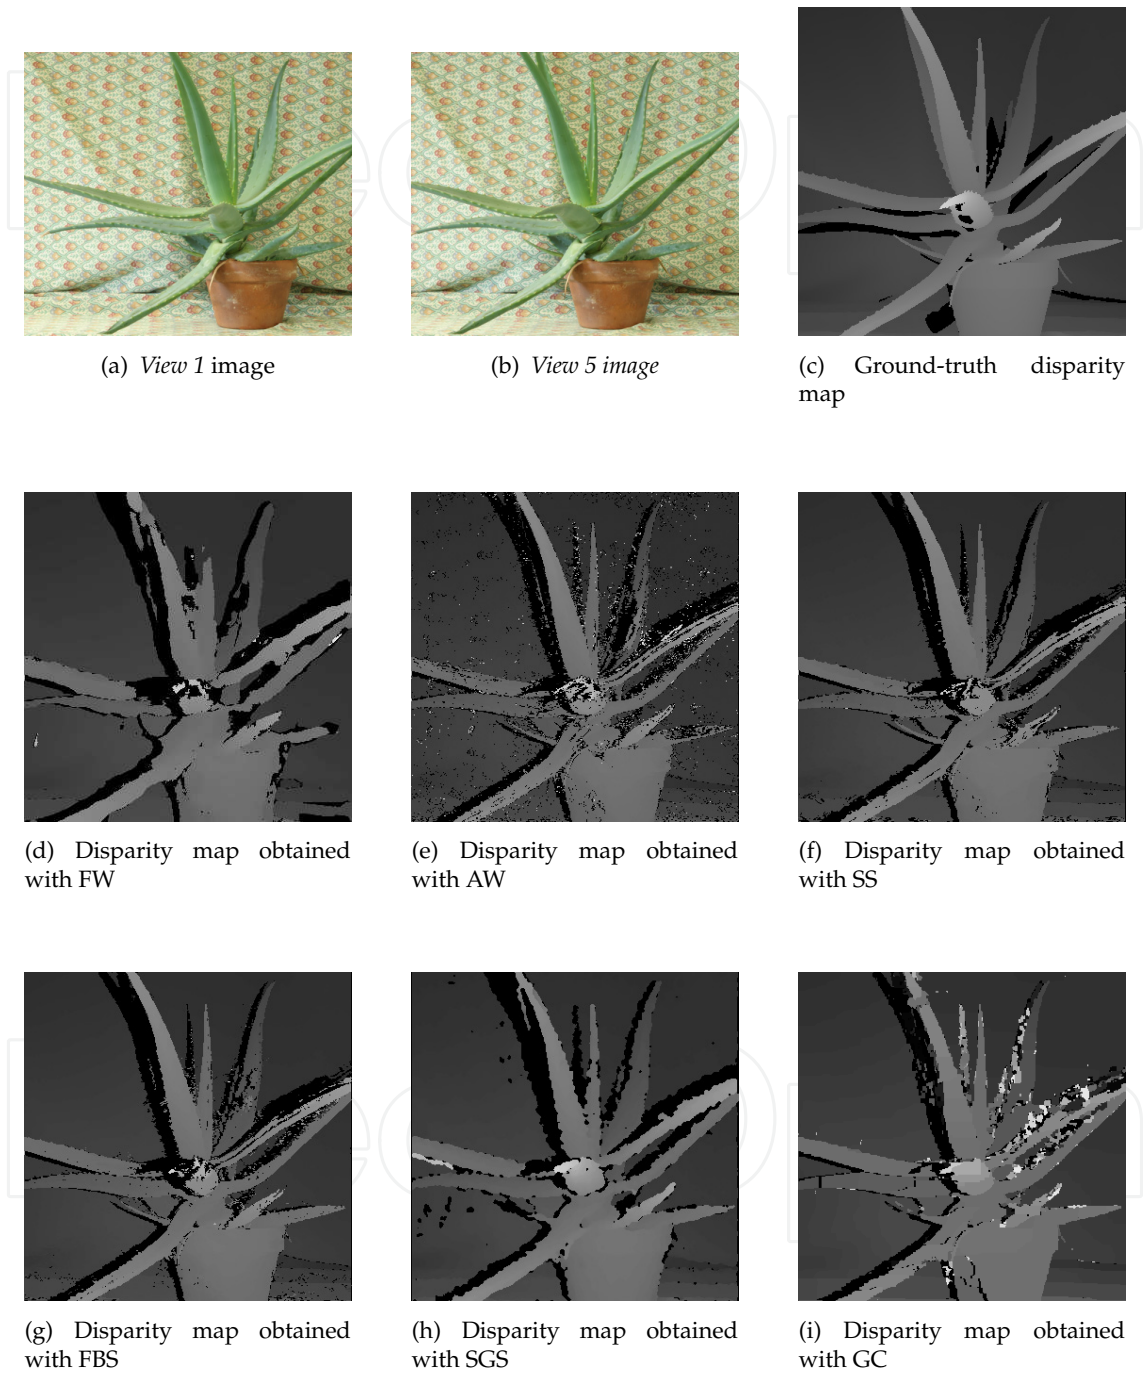 (a) View 1 image
(b) View 5 image
(c) Ground-truth disparity
map
(d) Disparity map obtained
with FW
(e) Disparity map obtained
with AW
(f) Disparity map obtained
with SS
(g) Disparity map obtained
with FBS
(h) Disparity map obtained
with SGS
(i) Disparity map obtained
with GC